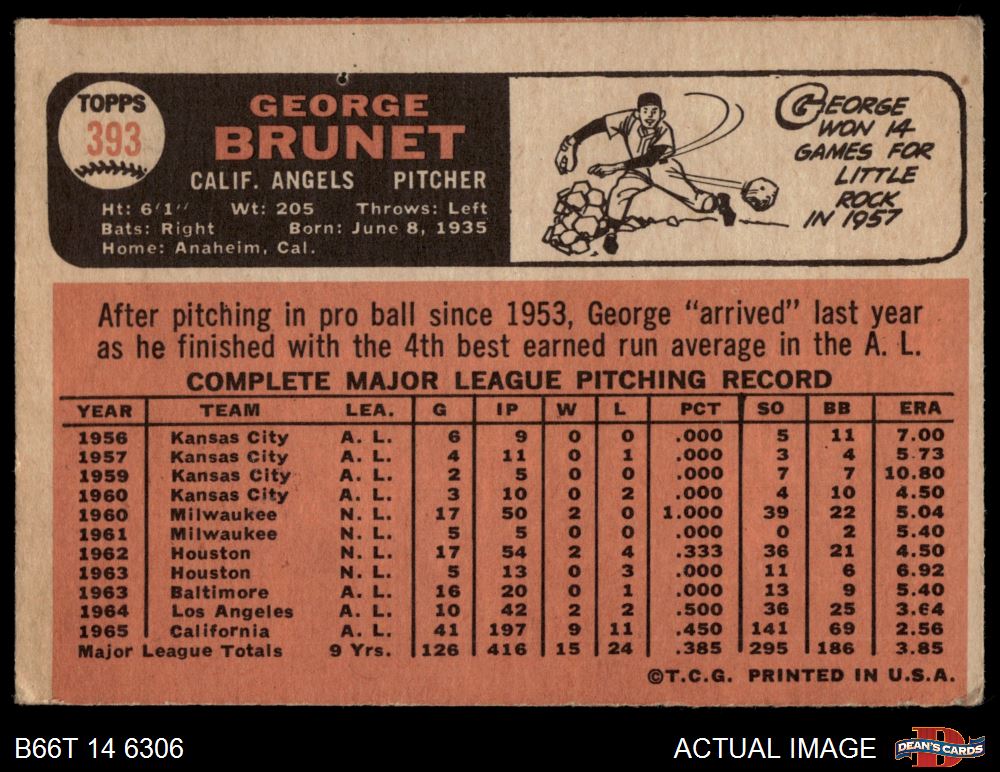 TOPPS
393
GEORGE
BRUNET
CALIF. ANGELS PITCHER
Ht: 6'1" Wt: 205 Throws: Left
Bats: Right Born: June 8, 1935
Home: Anaheim, Cal.
GEORGE
WON 14
GAMES FOR
LITTLE
ROCK
IN 1957
After pitching in pro ball since 1953, George "arrived" last year
as he finished with the 4th best earned run average in the A. L.
COMPLETE MAJOR LEAGUE PITCHING RECORD
YEAR TEAM LEA. G IP W L PCT SO BB ERA
1956 Kansas City A. L. 6 9 0 0 .000 5 11 7.00
1957 Kansas City A. L. 4 11 0 1 .000 3 4 5.73
1959 Kansas City A. L. 2 5 0 0 .000 7 7 10.80
1960 Kansas City A. L. 3 10 0 2 .000 4 10 4.50
1960 Milwaukee N. L. 17 50 2 0 1.000 39 22 5.04
1961 Milwaukee N. L. 5 5 0 0 .000 0 2 5.40
1962 Houston N. L. 17 54 2 4 .333 36 21 4.50
1963 Houston N. L. 5 13 0 3 .000 11 6 6.92
1963 Baltimore A. L. 16 20 0 1 .000 13 9 5.40
1964 Los Angeles A. L. 10 42 2 2 .500 36 25 3.64
1965 California A. L. 41 197 9 11 .450 141 69 2.56
Major League Totals 9 Yrs. 126 416 15 24 .385 295 186 3.85
©T.C.G. PRINTED IN U.S.A.
B66T 14 6306 ACTUAL IMAGE DEAN'S CARDS